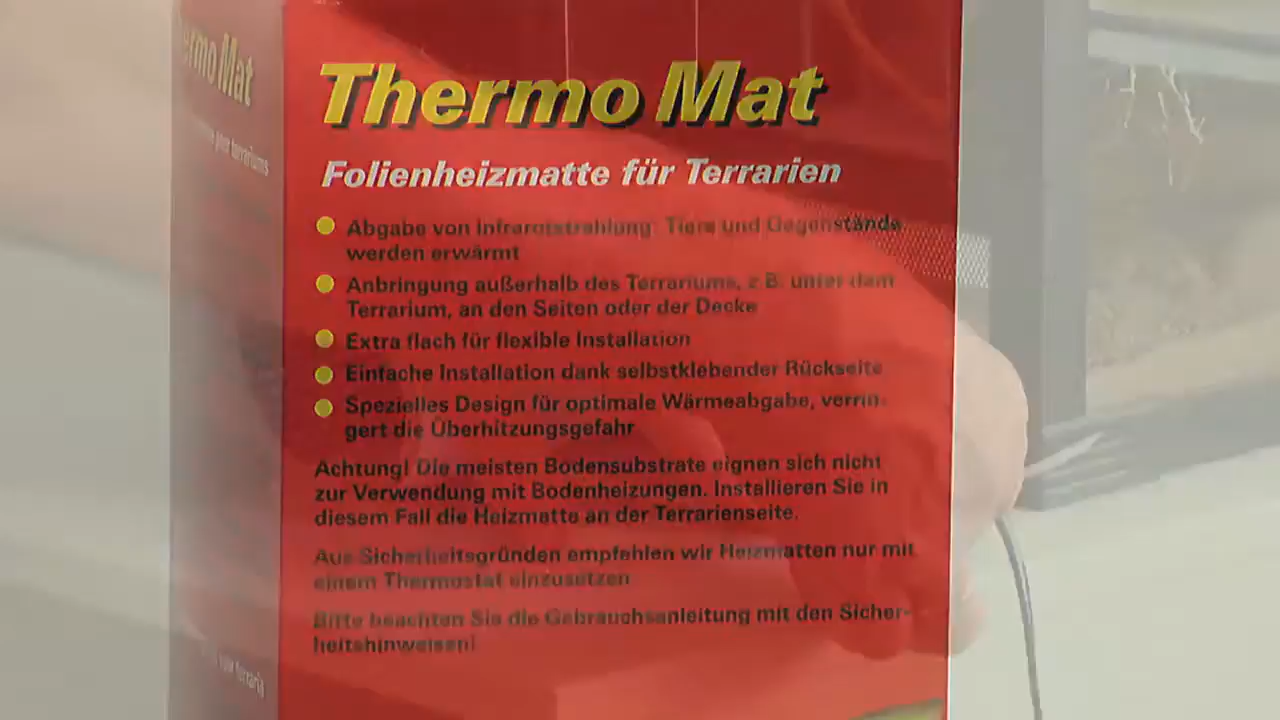 ermo Mat
your terrariums
Thermo Mat
Folienheizmatte für Terrarien
Abgabe von Infrarotstrahlung: Tiere und Gegenstände
werden erwärmt
Anbringung außerhalb des Terrariums, z.B. unter dem
Terrarium, an den Seiten oder der Decke
Extra flach für flexible Installation
Einfache Installation dank selbstklebender Rückseite
Spezielles Design für optimale Wärmeabgabe, verrin-
gert die Überhitzungsgefahr
Achtung! Die meisten Bodensubstrate eignen sich nicht
zur Verwendung mit Bodenheizungen. Installieren Sie in
diesem Fall die Heizmatte an der Terrarienseite.
Aus Sicherheitsgründen empfehlen wir Heizmatten nur mit
einem Thermostat einzusetzen
Bitte beachten Sie die Gebrauchsanleitung mit den Sicher-
heitshinweisen!